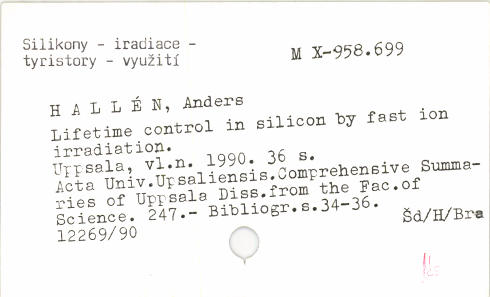 Silikony - iradiace -
tyristory - využití
M X-958.699
H A L L É N, Anders
Lifetime control in silicon by fast ion
irradiation.
Uppsala, vl.n. 1990. 36 s.
Acta Univ.Upsaliensis.Comprehensive Summa-
ries of Uppsala Diss.from the Fac.of
Science. 247.- Bibliogr.s.34-36.
12269/90
Šd/H/Bra